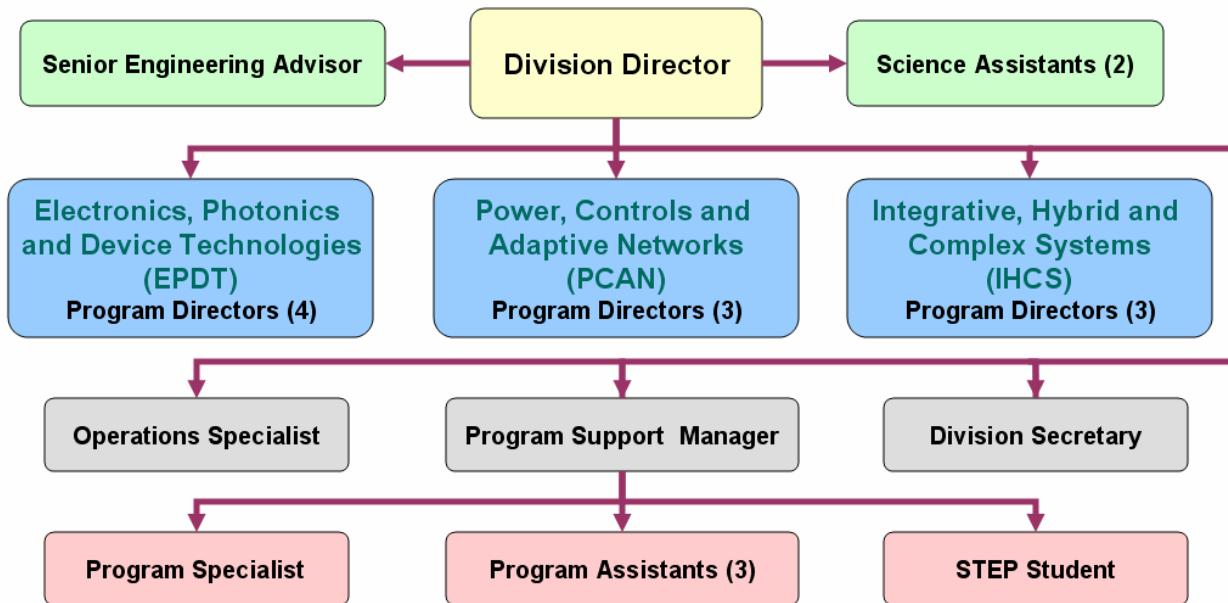 Senior Engineering Advisor
Division Director
Science Assistants (2)
Electronics, Photonics
and Device Technologies
(EPDT)
Program Directors (4)
Power, Controls and
Adaptive Networks
(PCAN)
Program Directors (3)
Integrative, Hybrid and
Complex Systems
(IHCS)
Program Directors (3)
Operations Specialist
Program Support Manager
Division Secretary
Program Specialist
Program Assistants (3)
STEP Student